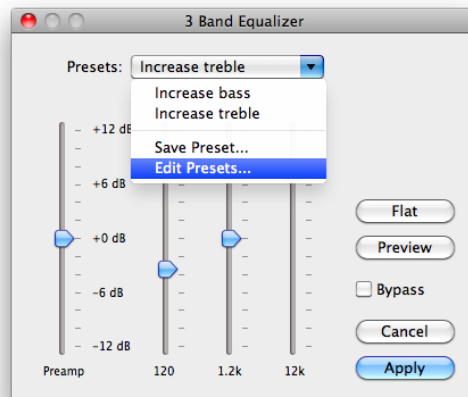 3 Band Equalizer
Presets: Increase treble
Increase bass
Increase treble
Save Preset...
Edit Presets...
+12 dB
+6 dB
+0 dB
-6 dB
-12 dB
Preamp 120 1.2k 12k
Flat
Preview
Bypass
Cancel
Apply